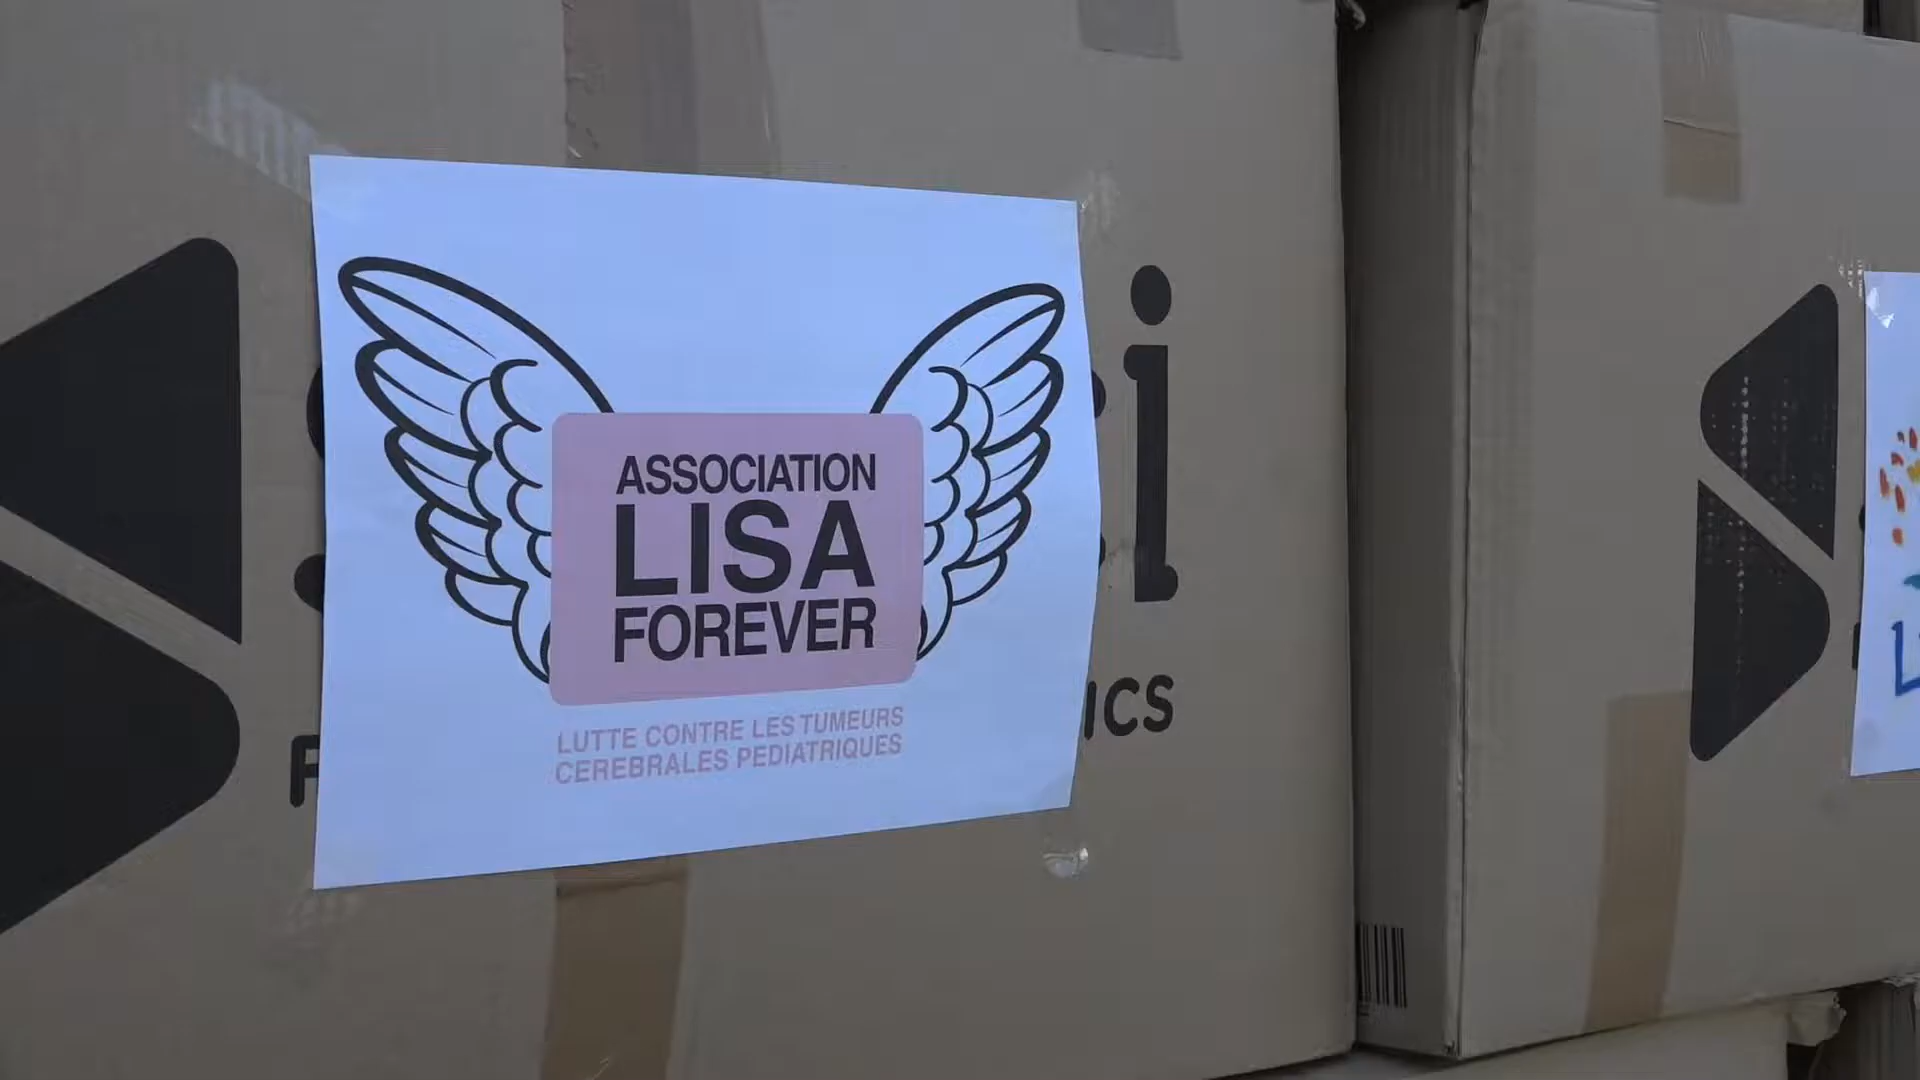 ASSOCIATION
LISA
FOREVER
LUTTE CONTRE LES TUMEURS
CEREBRALES PEDIATRIQUES